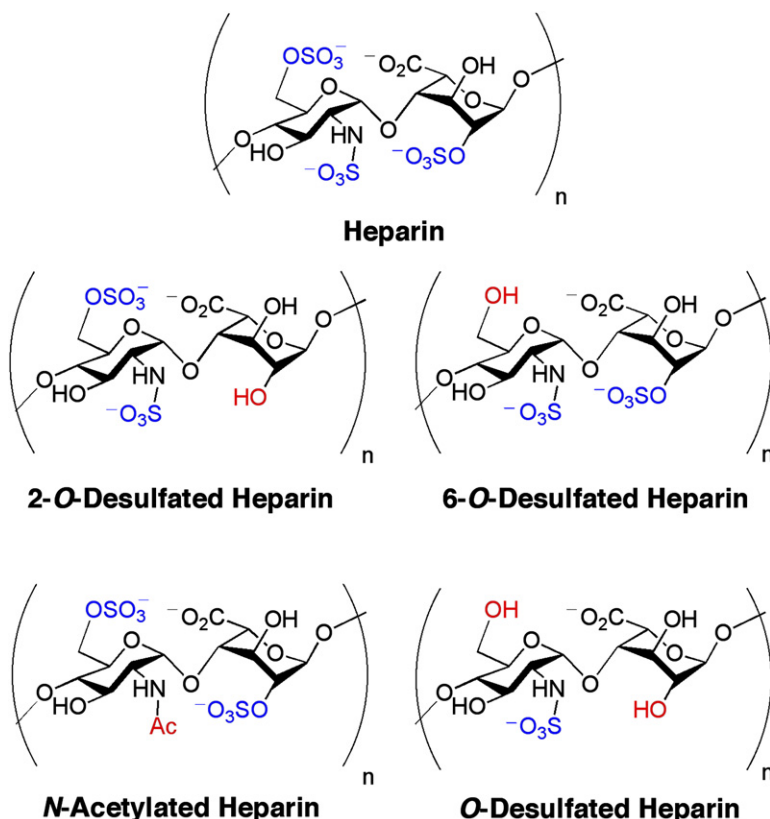 OSO₃⁻ ⁻O₂C OH
O O O
O HN O
HO ⁻O₃SO
⁻O₃S
n
Heparin
OSO₃⁻ ⁻O₂C OH O
O O
O HN O
HO HO
⁻O₃S
n
2-O-Desulfated Heparin
OH ⁻O₂C OH O
O O
O HN O
HO ⁻O₃SO
⁻O₃S
n
6-O-Desulfated Heparin
OSO₃⁻ ⁻O₂C OH O
O O
O HN O
HO ⁻O₃SO
Ac
n
N-Acetylated Heparin
OH ⁻O₂C OH O
O O
O HN O
HO HO
⁻O₃S
n
O-Desulfated Heparin